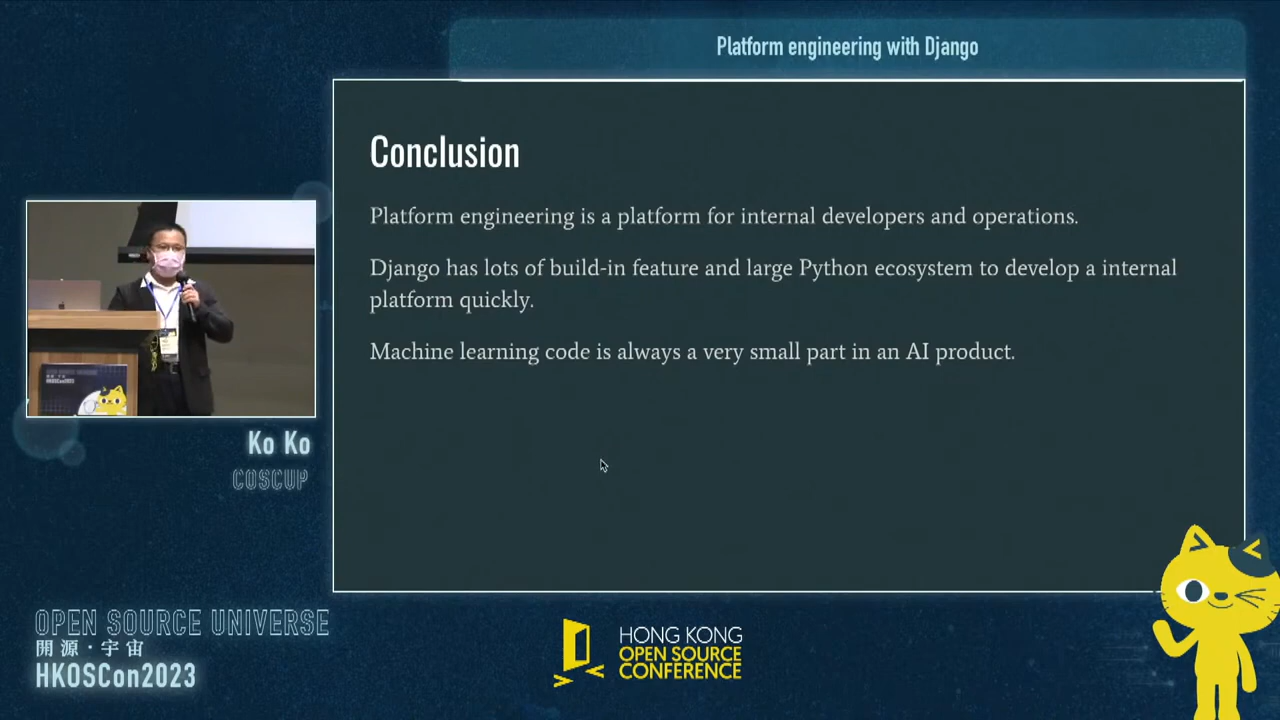 Platform engineering with Django
Conclusion
Platform engineering is a platform for internal developers and operations.
Django has lots of build-in feature and large Python ecosystem to develop a internal
platform quickly.
Machine learning code is always a very small part in an AI product.
Ko Ko
COSCUP
OPEN SOURCE UNIVERSE
開源·宇宙
HKOSCon2023
HONG KONG
OPEN SOURCE
CONFERENCE